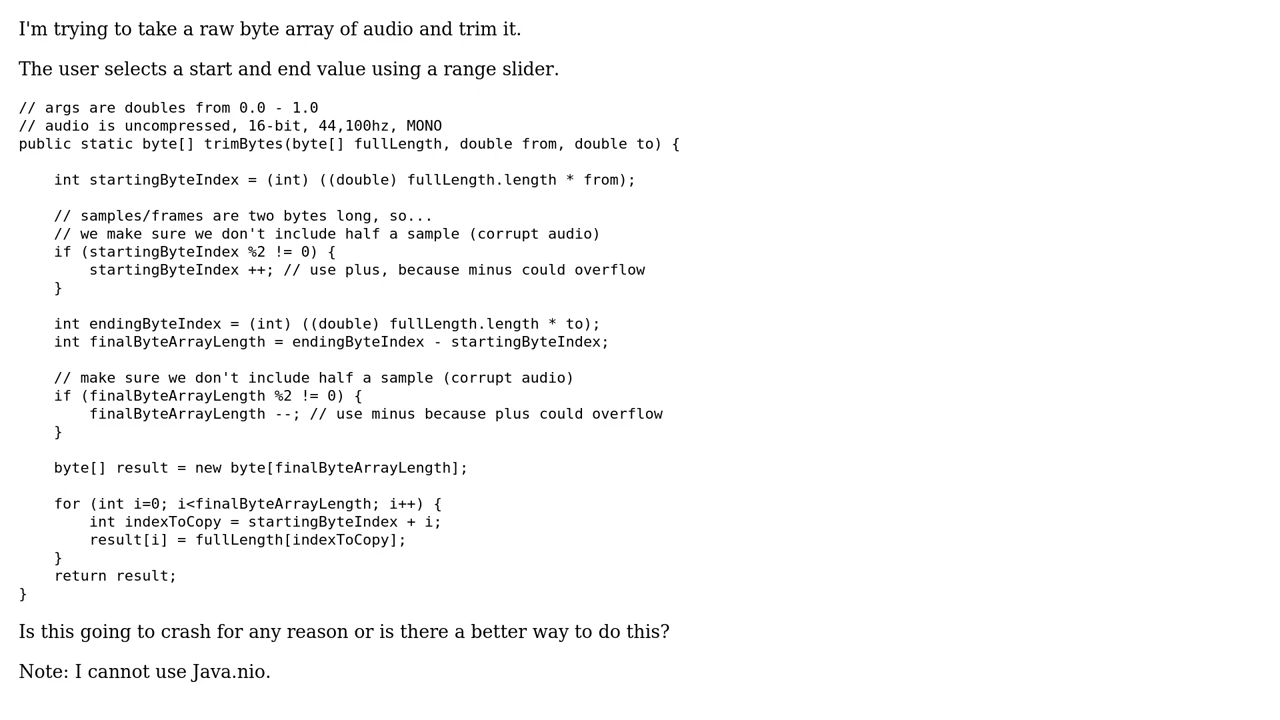 I'm trying to take a raw byte array of audio and trim it.
The user selects a start and end value using a range slider.
// args are doubles from 0.0 - 1.0
// audio is uncompressed, 16-bit, 44,100hz, MONO
public static byte[] trimBytes(byte[] fullLength, double from, double to) {
    int startingByteIndex = (int) ((double) fullLength.length * from);
    // samples/frames are two bytes long, so...
    // we make sure we don't include half a sample (corrupt audio)
    if (startingByteIndex %2 != 0) {
        startingByteIndex ++; // use plus, because minus could overflow
    }
    int endingByteIndex = (int) ((double) fullLength.length * to);
    int finalByteArrayLength = endingByteIndex - startingByteIndex;
    // make sure we don't include half a sample (corrupt audio)
    if (finalByteArrayLength %2 != 0) {
        finalByteArrayLength --; // use minus because plus could overflow
    }
    byte[] result = new byte[finalByteArrayLength];
    for (int i=0; i<finalByteArrayLength; i++) {
        int indexToCopy = startingByteIndex + i;
        result[i] = fullLength[indexToCopy];
    }
    return result;
}
Is this going to crash for any reason or is there a better way to do this?
Note: I cannot use Java.nio.